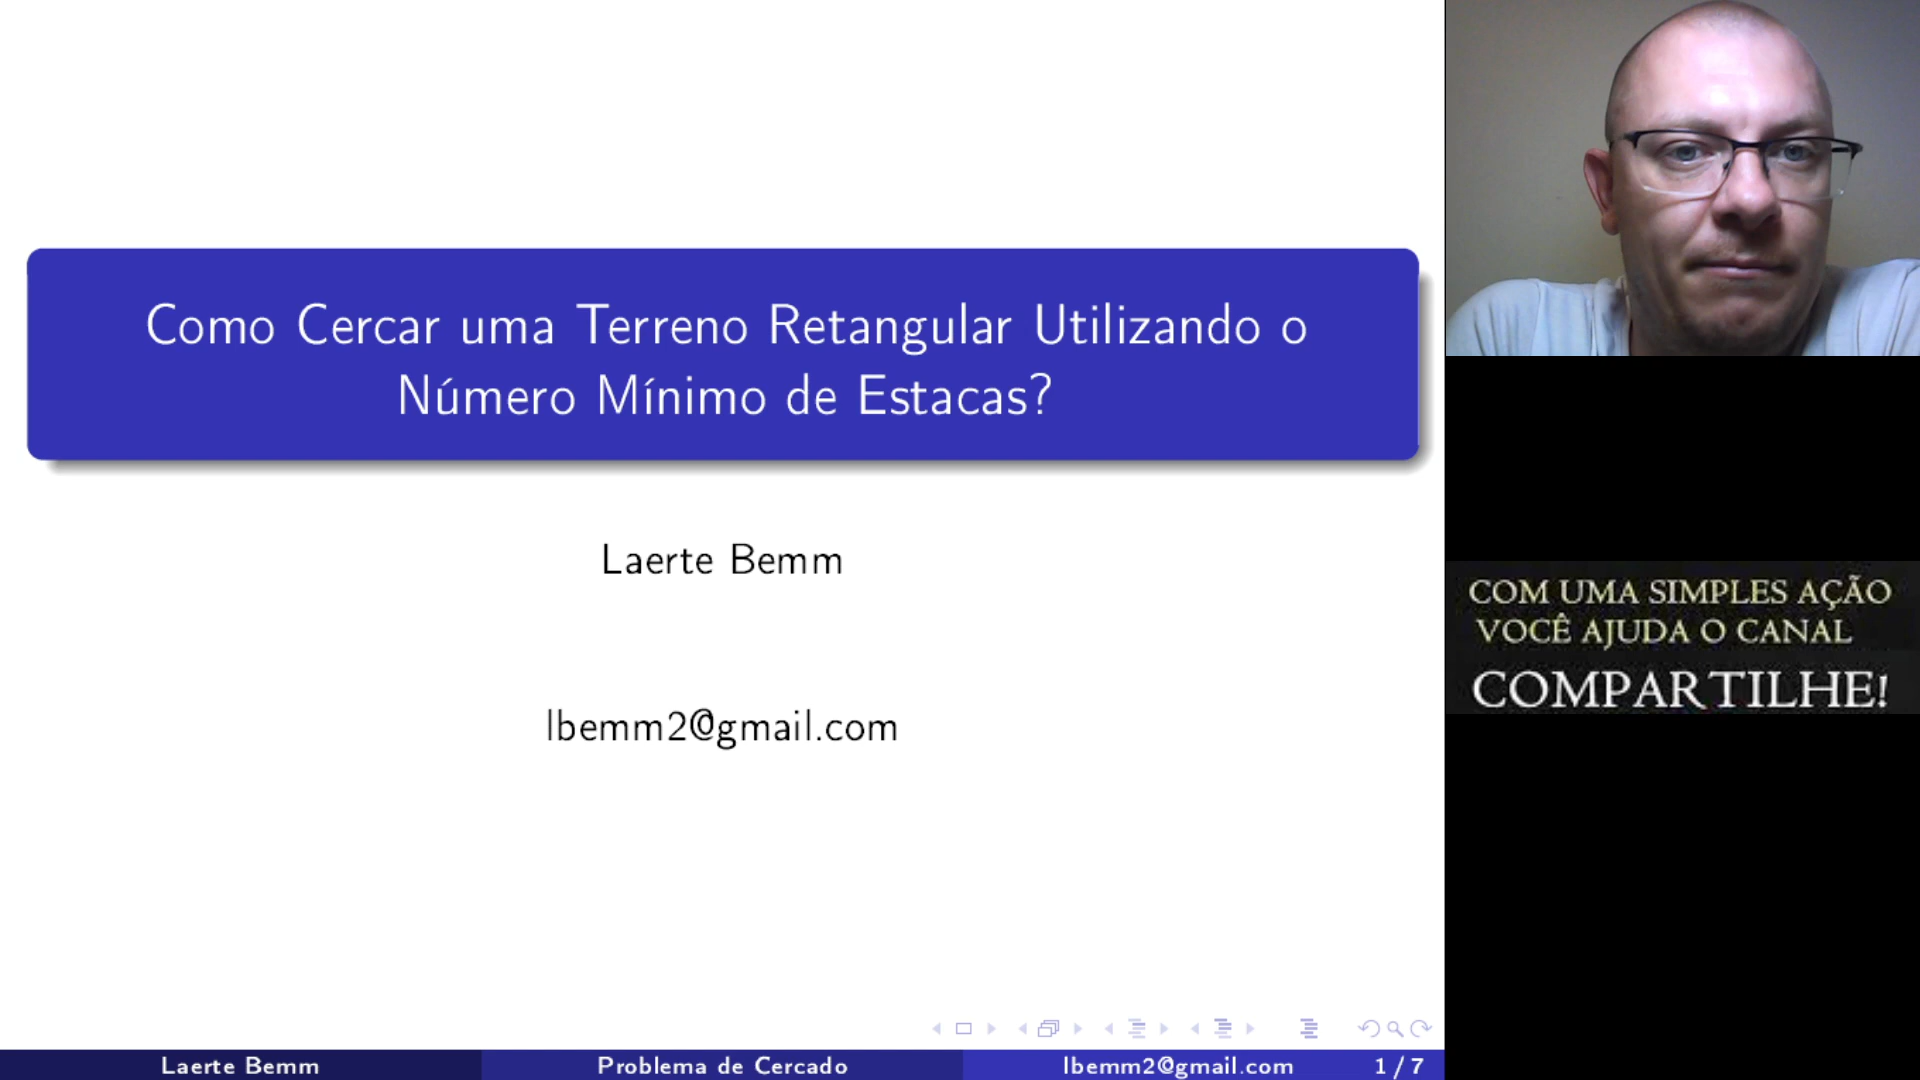 Como Cercar uma Terreno Retangular Utilizando o
Número Mínimo de Estacas?
Laerte Bemm
lbemm2@gmail.com
COM UMA SIMPLES AÇÃO
VOCÊ AJUDA O CANAL
COMPARTILHE!
Laerte Bemm
Problema de Cercado
lbemm2@gmail.com
1 / 7